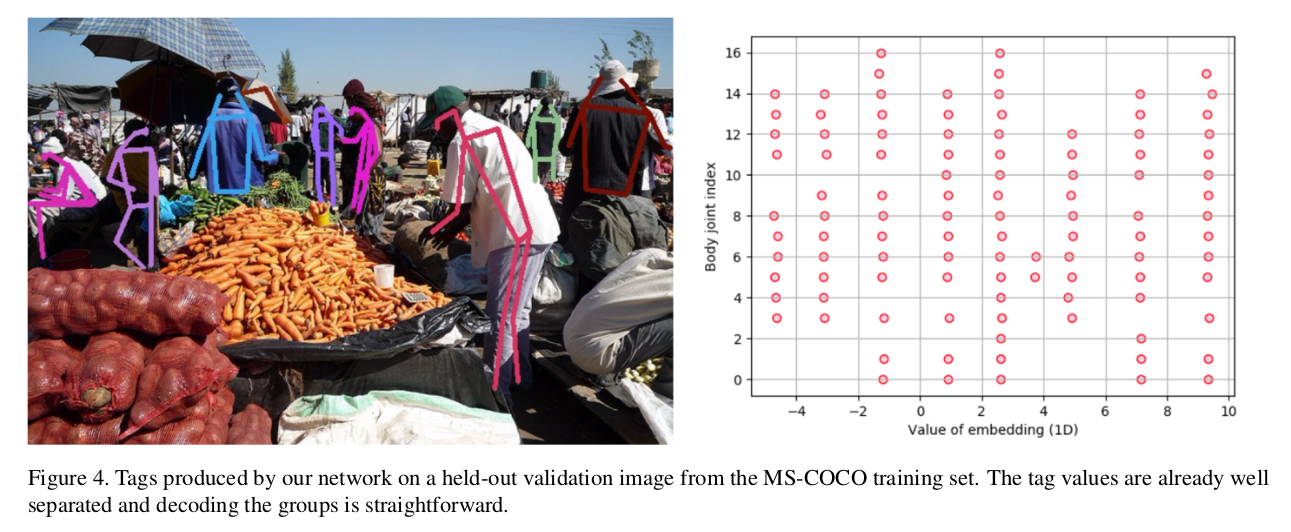 16
14
12
10
8
6
4
2
0
Body joint index
−4 −2 0 2 4 6 8 10
Value of embedding (1D)
Figure 4. Tags produced by our network on a held-out validation image from the MS-COCO training set. The tag values are already well
separated and decoding the groups is straightforward.